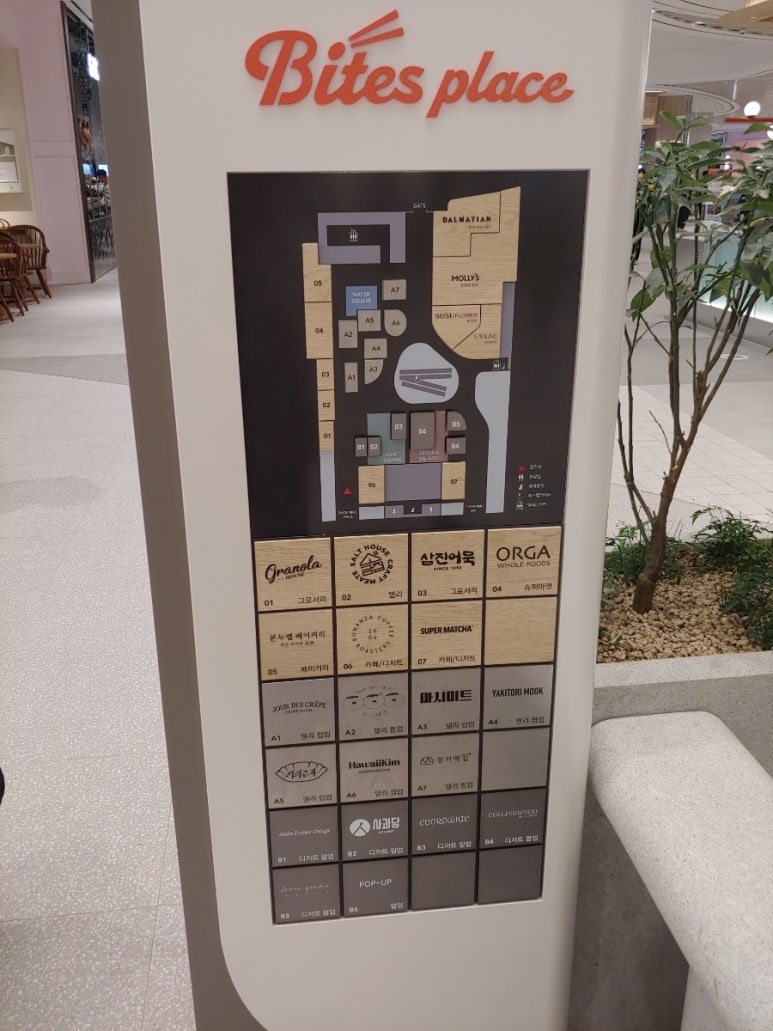 Bites place
GATE
DALMATIAN
MOLLY'S
SUSUFLOWER
05
WATER
SQUARE
A7
A5
A6
04
A2
A4
A1
A3
03
02
01
B3
B6
B5
B1
B2
B4
LIGHT
SQUARE
GROUND
SQUARE
07
Granola
HOUSE
01 그로서리
SALT HOUSE
CRAFT MEATS
02 델리
삼진어묵
SINCE 1953
03 그로서리
ORGA
WHOLE FOODS
04 슈퍼마켓
본누벨 베이커리
05 베이커리
BONANZA COFFEE
ROASTERS
2006
06 카페/디저트
SUPER MATCHA
07 카페/디저트
JOUR DES CRÊPE
A1 델리 팝업
A2 델리 팝업
마시미트
A3 델리 팝업
YAKITORI MOOK
A4 델리 팝업
A5 델리 팝업
HawaiiKim
A6 델리 팝업
A7 델리 팝업
B1 디저트 팝업
사과당
B2 디저트 팝업
B3 디저트 팝업
COLLINGWOOD
B4 디저트 팝업
B5 디저트 팝업
POP-UP
B6 팝업